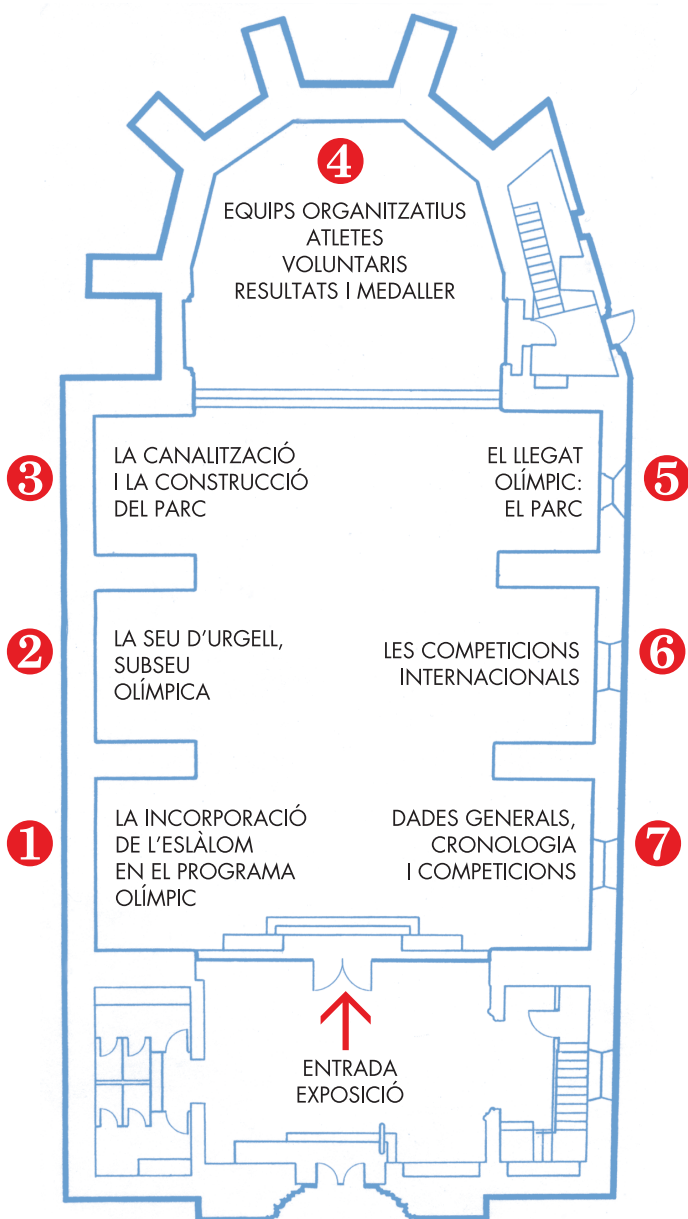 4
EQUIPS ORGANITZATIUS
ATLETES
VOLUNTARIS
RESULTATS I MEDALLER
3
LA CANALITZACIÓ
I LA CONSTRUCCIÓ
DEL PARC
EL LLEGAT
OLÍMPIC:
EL PARC
5
2
LA SEU D’URGELL,
SUBSEU
OLÍMPICA
LES COMPETICIONS
INTERNACIONALS
6
1
LA INCORPORACIÓ
DE L’ESLÀLOM
EN EL PROGRAMA
OLÍMPIC
DADES GENERALS,
CRONOLOGIA
I COMPETICIONS
7
ENTRADA
EXPOSICIÓ